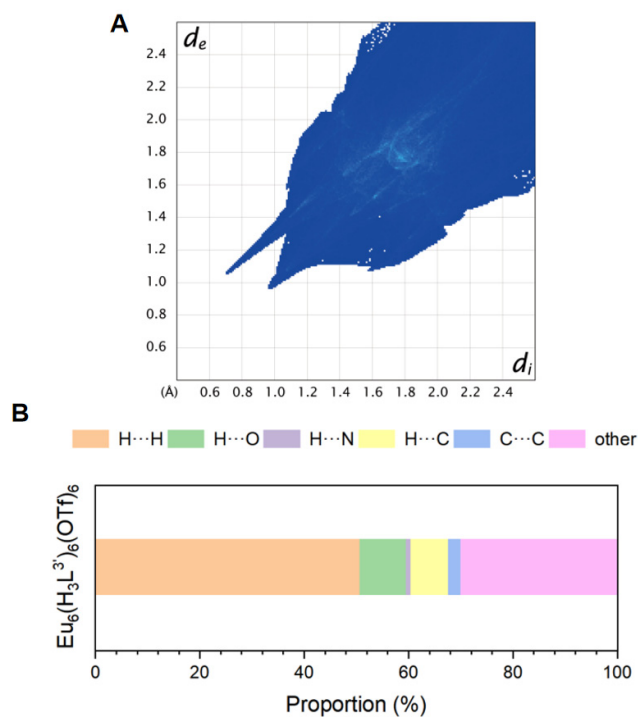 A
d_e
2.4
2.2
2.0
1.8
1.6
1.4
1.2
1.0
0.8
0.6
d_i
(Å) 0.6 0.8 1.0 1.2 1.4 1.6 1.8 2.0 2.2 2.4
B
H···H H···O H···N H···C C···C other
Eu₆(H₃L³')₆(OTf)₆
0 20 40 60 80 100
Proportion (%)